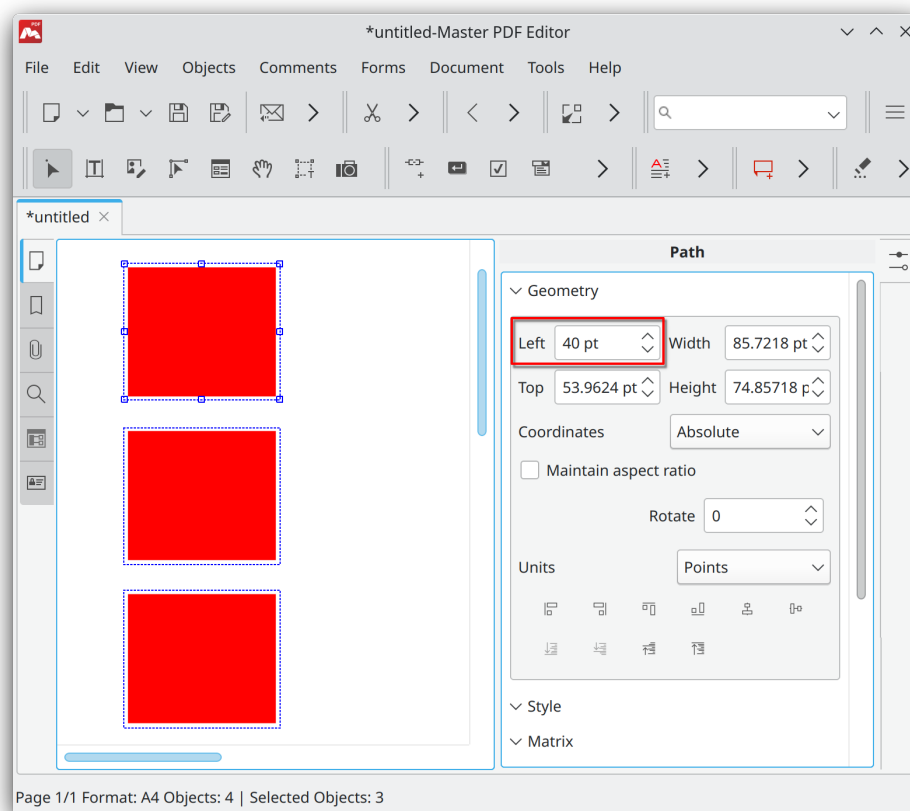 PDF
*untitled-Master PDF Editor
File Edit View Objects Comments Forms Document Tools Help
*untitled
Path
Geometry
Left 40 pt Width 85.7218 pt
Top 53.9624 pt Height 74.85718 p
Coordinates Absolute
Maintain aspect ratio
Rotate 0
Units Points
Style
Matrix
Page 1/1 Format: A4 Objects: 4 | Selected Objects: 3